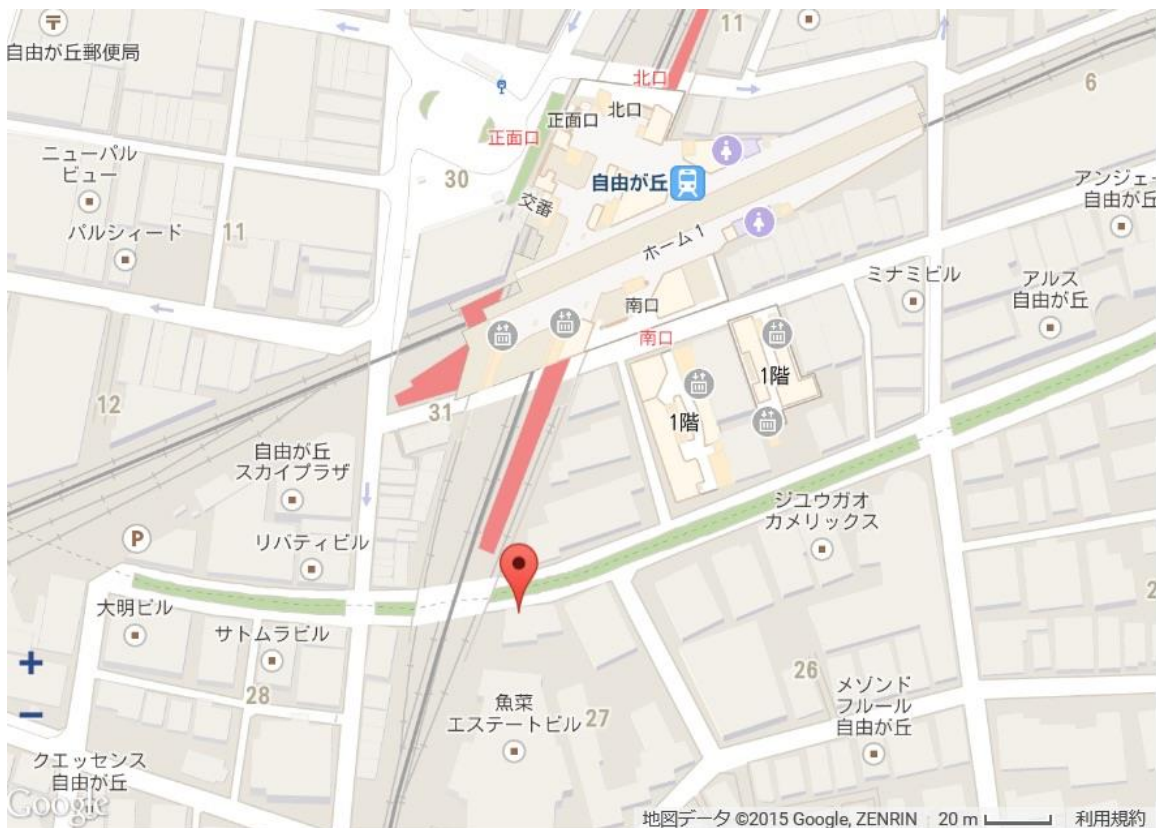 11
自由が丘郵便局
北口
6
北口
正面口
正面口
ニューパル
ビュー
30
自由が丘
アンジェー
自由が丘
交番
パルシィード
11
ホーム1
ミナミビル
アルス
自由が丘
南口
南口
1階
12
31
1階
自由が丘
スカイプラザ
ジユウガオ
カメリックス
P
リバティビル
2
大明ビル
サトムラビル
26
28
メゾンド
フルール
自由が丘
魚菜
エステートビル
27
クエッセンス
自由が丘
Google
地図データ ©2015 Google, ZENRIN
20 m
利用規約